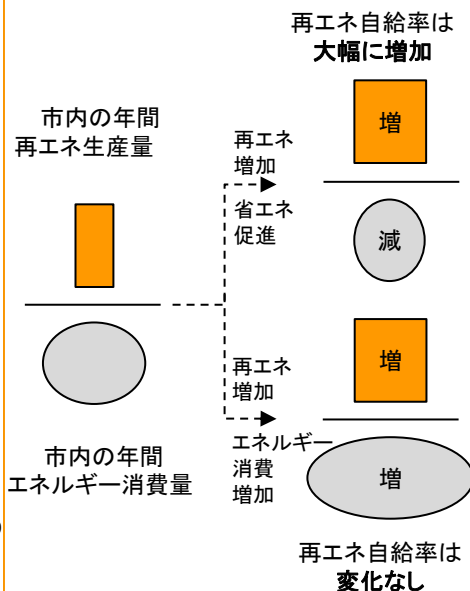 再エネ自給率は
大幅に増加
市内の年間
再エネ生産量
増
再エネ
増加
省エネ
促進
減
増
再エネ
増加
エネルギー
消費
増加
市内の年間
エネルギー消費量
増
再エネ自給率は
変化なし